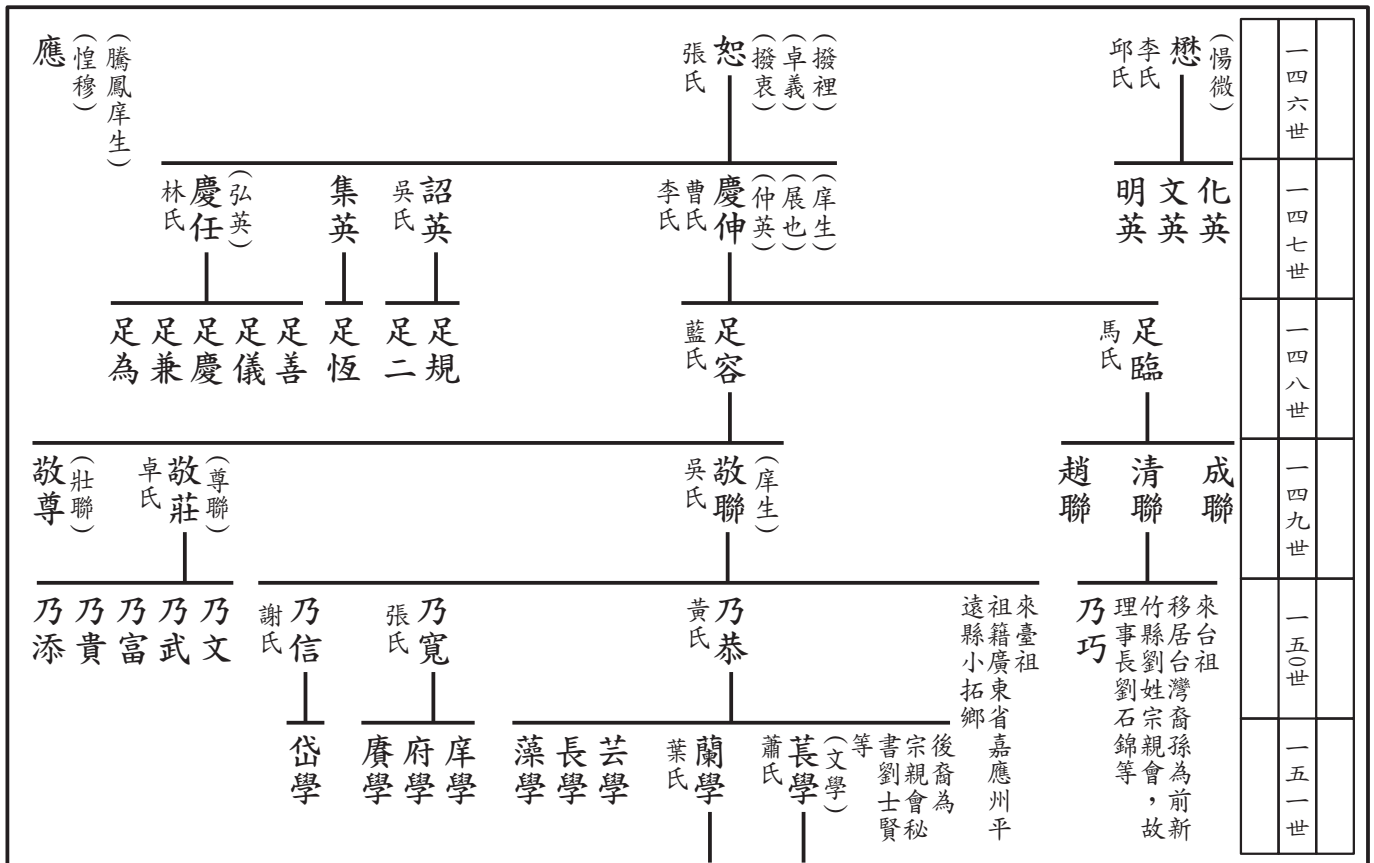 一四六世
(愓微)
懋
李氏
邱氏
(撥裡)
(卓義)
(撥衷)
恕
張氏
(騰鳳庠生)
(惶穆)
應
一四七世
化英
文英
明英
(庠生)
(展也)
(仲英)
慶伸
曹氏
李氏
詔英
吳氏
集英
(弘英)
慶任
林氏
一四八世
足臨
馬氏
足容
藍氏
足規
足二
足恆
足善
足儀
足慶
足兼
足為
一四九世
成聯
清聯
趙聯
(庠生)
敬聯
吳氏
(尊聯)
敬莊
卓氏
(壯聯)
敬尊
一五○世
來台祖
移居台灣裔孫為前新
竹縣劉姓宗親會，故
理事長劉石錦等
乃巧
來臺祖
祖籍廣東省嘉應州平
遠縣小拓鄉
乃恭
黃氏
乃寬
張氏
乃信
謝氏
乃文
乃武
乃富
乃貴
乃添
一五一世
後裔為
宗親會秘
書劉士賢
等
(文學)
萇學
蕭氏
蘭學
葉氏
芸學
長學
藻學
庠學
府學
賡學
岱學